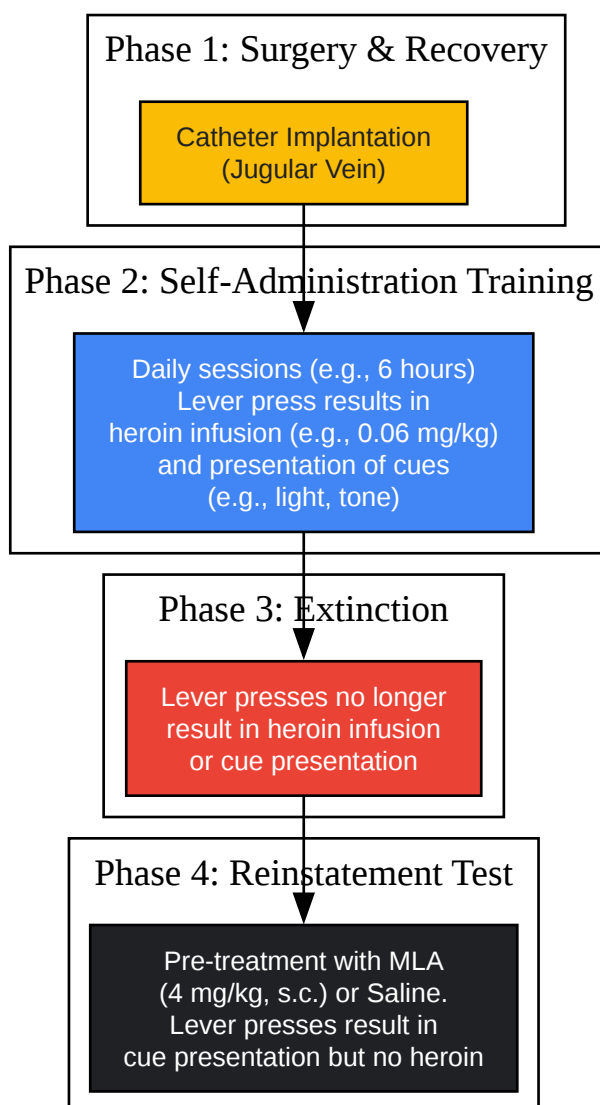 Phase 1: Surgery & Recovery
Catheter Implantation
(Jugular Vein)
Phase 2: Self-Administration Training
Daily sessions (e.g., 6 hours)
Lever press results in
heroin infusion (e.g., 0.06 mg/kg)
and presentation of cues
(e.g., light, tone)
Phase 3: Extinction
Lever presses no longer
result in heroin infusion
or cue presentation
Phase 4: Reinstatement Test
Pre-treatment with MLA
(4 mg/kg, s.c.) or Saline.
Lever presses result in
cue presentation but no heroin